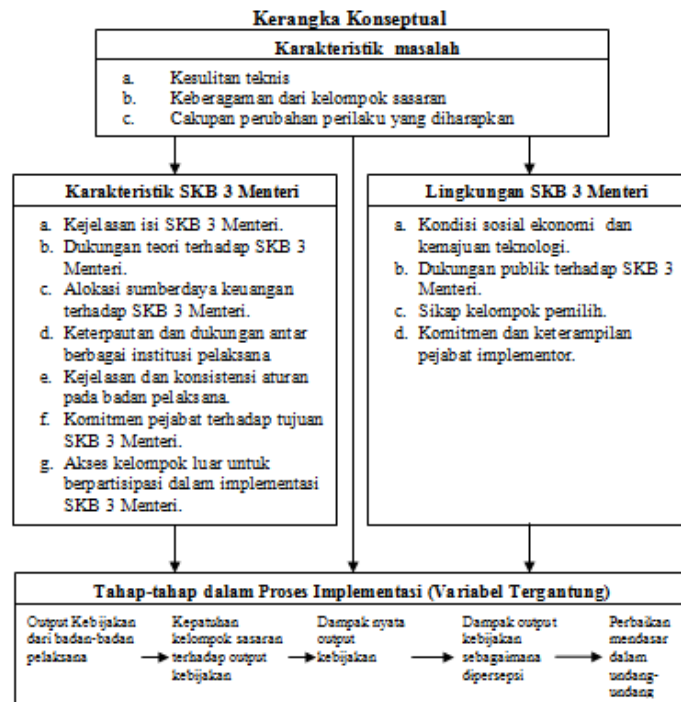 Kerangka Konseptual
Karakteristik masalah
a. Kesulitan teknis
b. Keberagaman dari kelompok sasaran
c. Cakupan perubahan perilaku yang diharapkan
Karakteristik SKB 3 Menteri
a. Kejelasan isi SKB 3 Menteri.
b. Dukungan teori terhadap SKB 3
Menteri.
c. Alokasi sumberdaya keuangan
terhadap SKB 3 Menteri.
d. Keterpautan dan dukungan antar
berbagai institusi pelaksana
e. Kejelasan dan konsistensi aturan
pada badan pelaksana.
f. Komitmen pejabat terhadap tujuan
SKB 3 Menteri.
g. Akses kelompok luar untuk
berpartisipasi dalam implementasi
SKB 3 Menteri.
Lingkungan SKB 3 Menteri
a. Kondisi sosial ekonomi dan
kemajuan teknologi.
b. Dukungan publik terhadap SKB 3
Menteri.
c. Sikap kelompok pemilih.
d. Komitmen dan keterampilan
pejabat implementor.
Tahap-tahap dalam Proses Implementasi (Variabel Tergantung)
Output Kebijakan
dari badan-badan
pelaksana
Kepatuhan
kelompok sasaran
terhadap output
kebijakan
Dampak nyata
output
kebijakan
Dampak output
kebijakan
sebagaimana
dipersepsi
Perbaikan
mendasar
dalam
undang-
undang